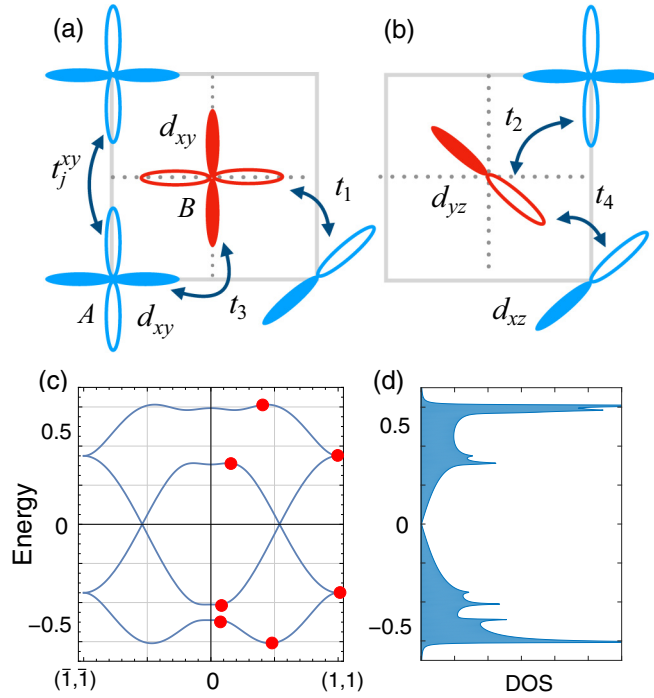 (a)
d_{xy}
t_j^{xy}
B
t_1
t_3
A
d_{xy}
(b)
t_2
t_4
d_{yz}
d_{xz}
(c)
Energy
0.5
0
−0.5
(1̅,1̅)
0
(1,1)
(d)
0.5
0
−0.5
DOS